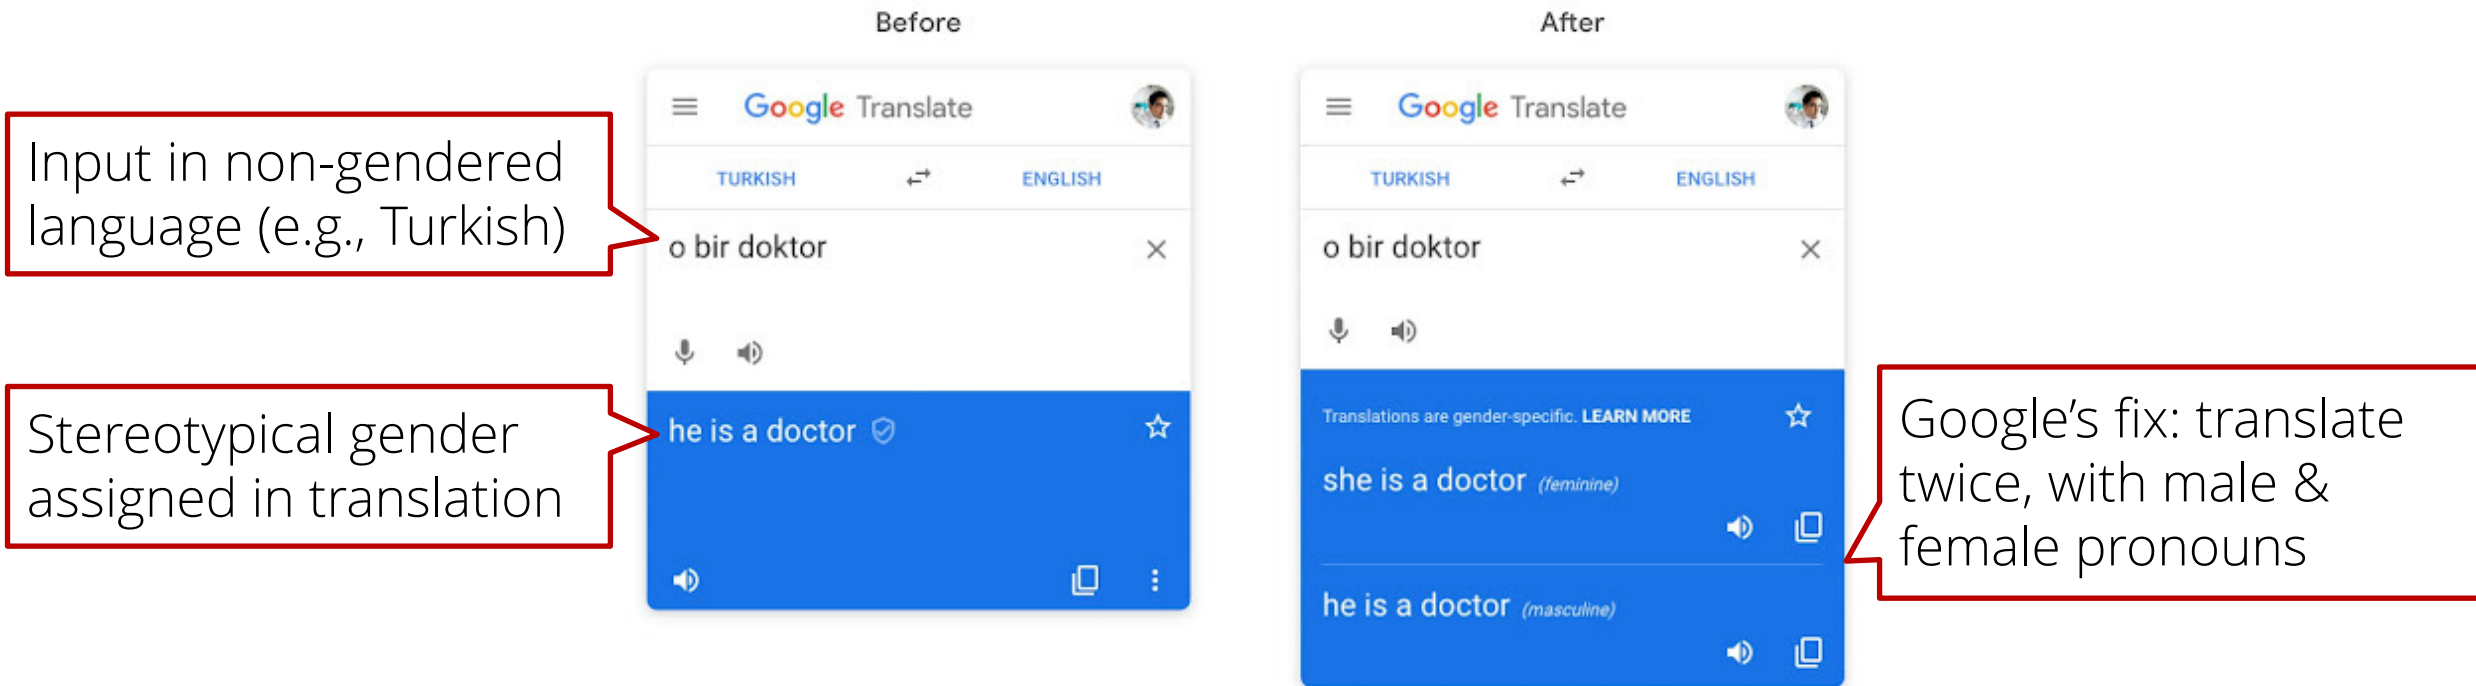 Before
Input in non-gendered
language (e.g., Turkish)
Stereotypical gender
assigned in translation
Google Translate
TURKISH ENGLISH
o bir doktor
he is a doctor
After
Google Translate
TURKISH ENGLISH
o bir doktor
Translations are gender-specific. LEARN MORE
she is a doctor (feminine)
he is a doctor (masculine)
Google’s fix: translate
twice, with male &
female pronouns